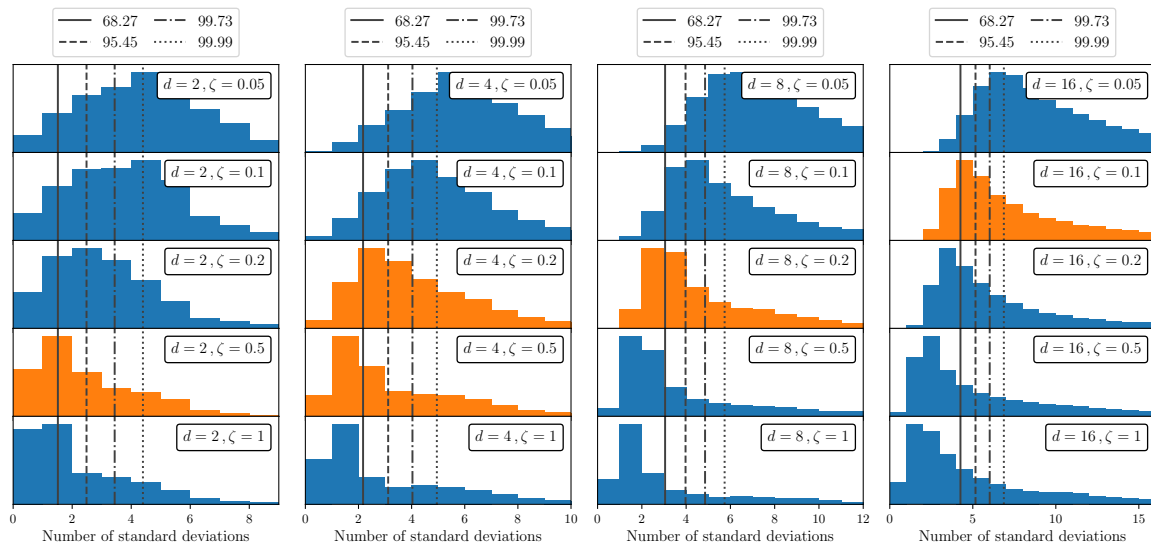 68.27 99.73
95.45 99.99
68.27 99.73
95.45 99.99
68.27 99.73
95.45 99.99
68.27 99.73
95.45 99.99
d = 2 , ζ = 0.05
d = 4 , ζ = 0.05
d = 8 , ζ = 0.05
d = 16 , ζ = 0.05
d = 2 , ζ = 0.1
d = 4 , ζ = 0.1
d = 8 , ζ = 0.1
d = 16 , ζ = 0.1
d = 2 , ζ = 0.2
d = 4 , ζ = 0.2
d = 8 , ζ = 0.2
d = 16 , ζ = 0.2
d = 2 , ζ = 0.5
d = 4 , ζ = 0.5
d = 8 , ζ = 0.5
d = 16 , ζ = 0.5
d = 2 , ζ = 1
d = 4 , ζ = 1
d = 8 , ζ = 1
d = 16 , ζ = 1
0 2 4 6 8
0 2 4 6 8 10
0 2 4 6 8 10 12
0 5 10 15
Number of standard deviations
Number of standard deviations
Number of standard deviations
Number of standard deviations